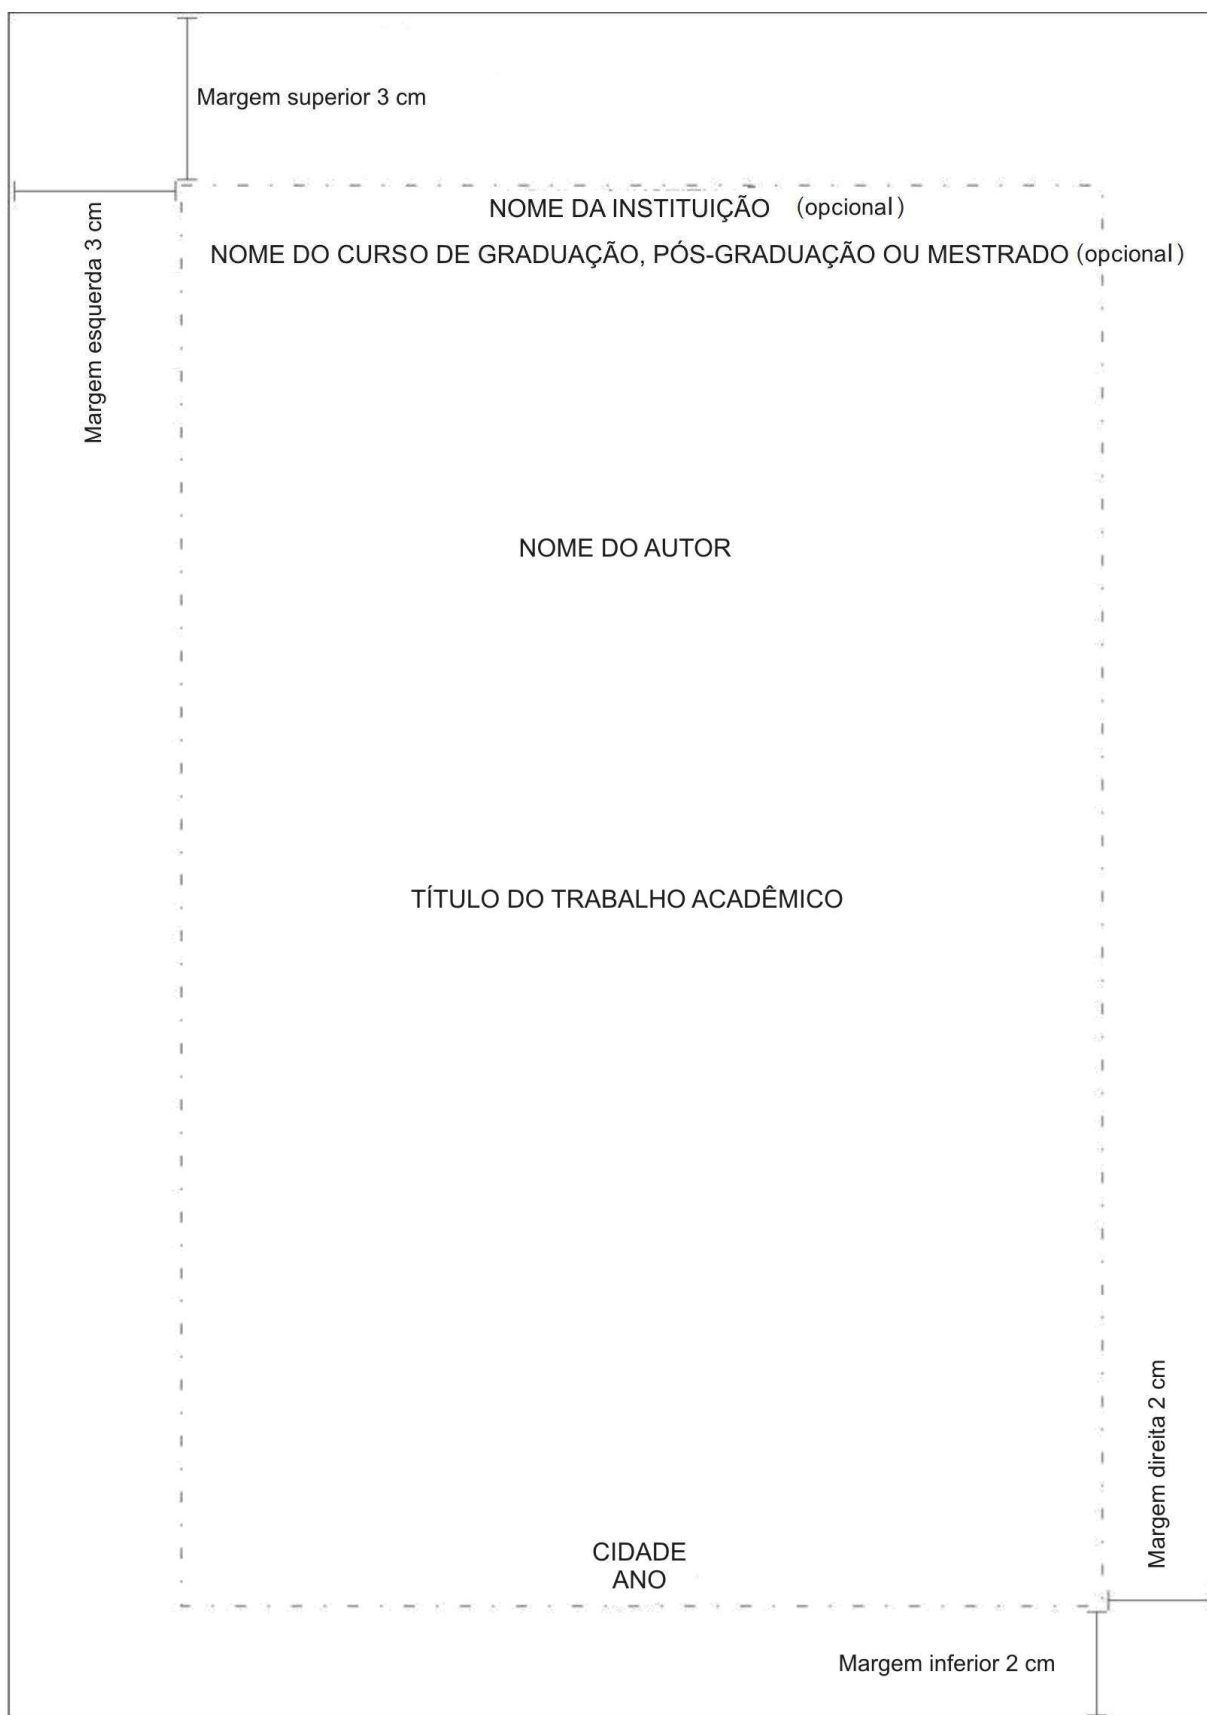 Margem superior 3 cm
Margem esquerda 3 cm
NOME DA INSTITUIÇÃO (opcional)
NOME DO CURSO DE GRADUAÇÃO, PÓS-GRADUAÇÃO OU MESTRADO (opcional)
NOME DO AUTOR
TÍTULO DO TRABALHO ACADÊMICO
Margem direita 2 cm
CIDADE
ANO
Margem inferior 2 cm